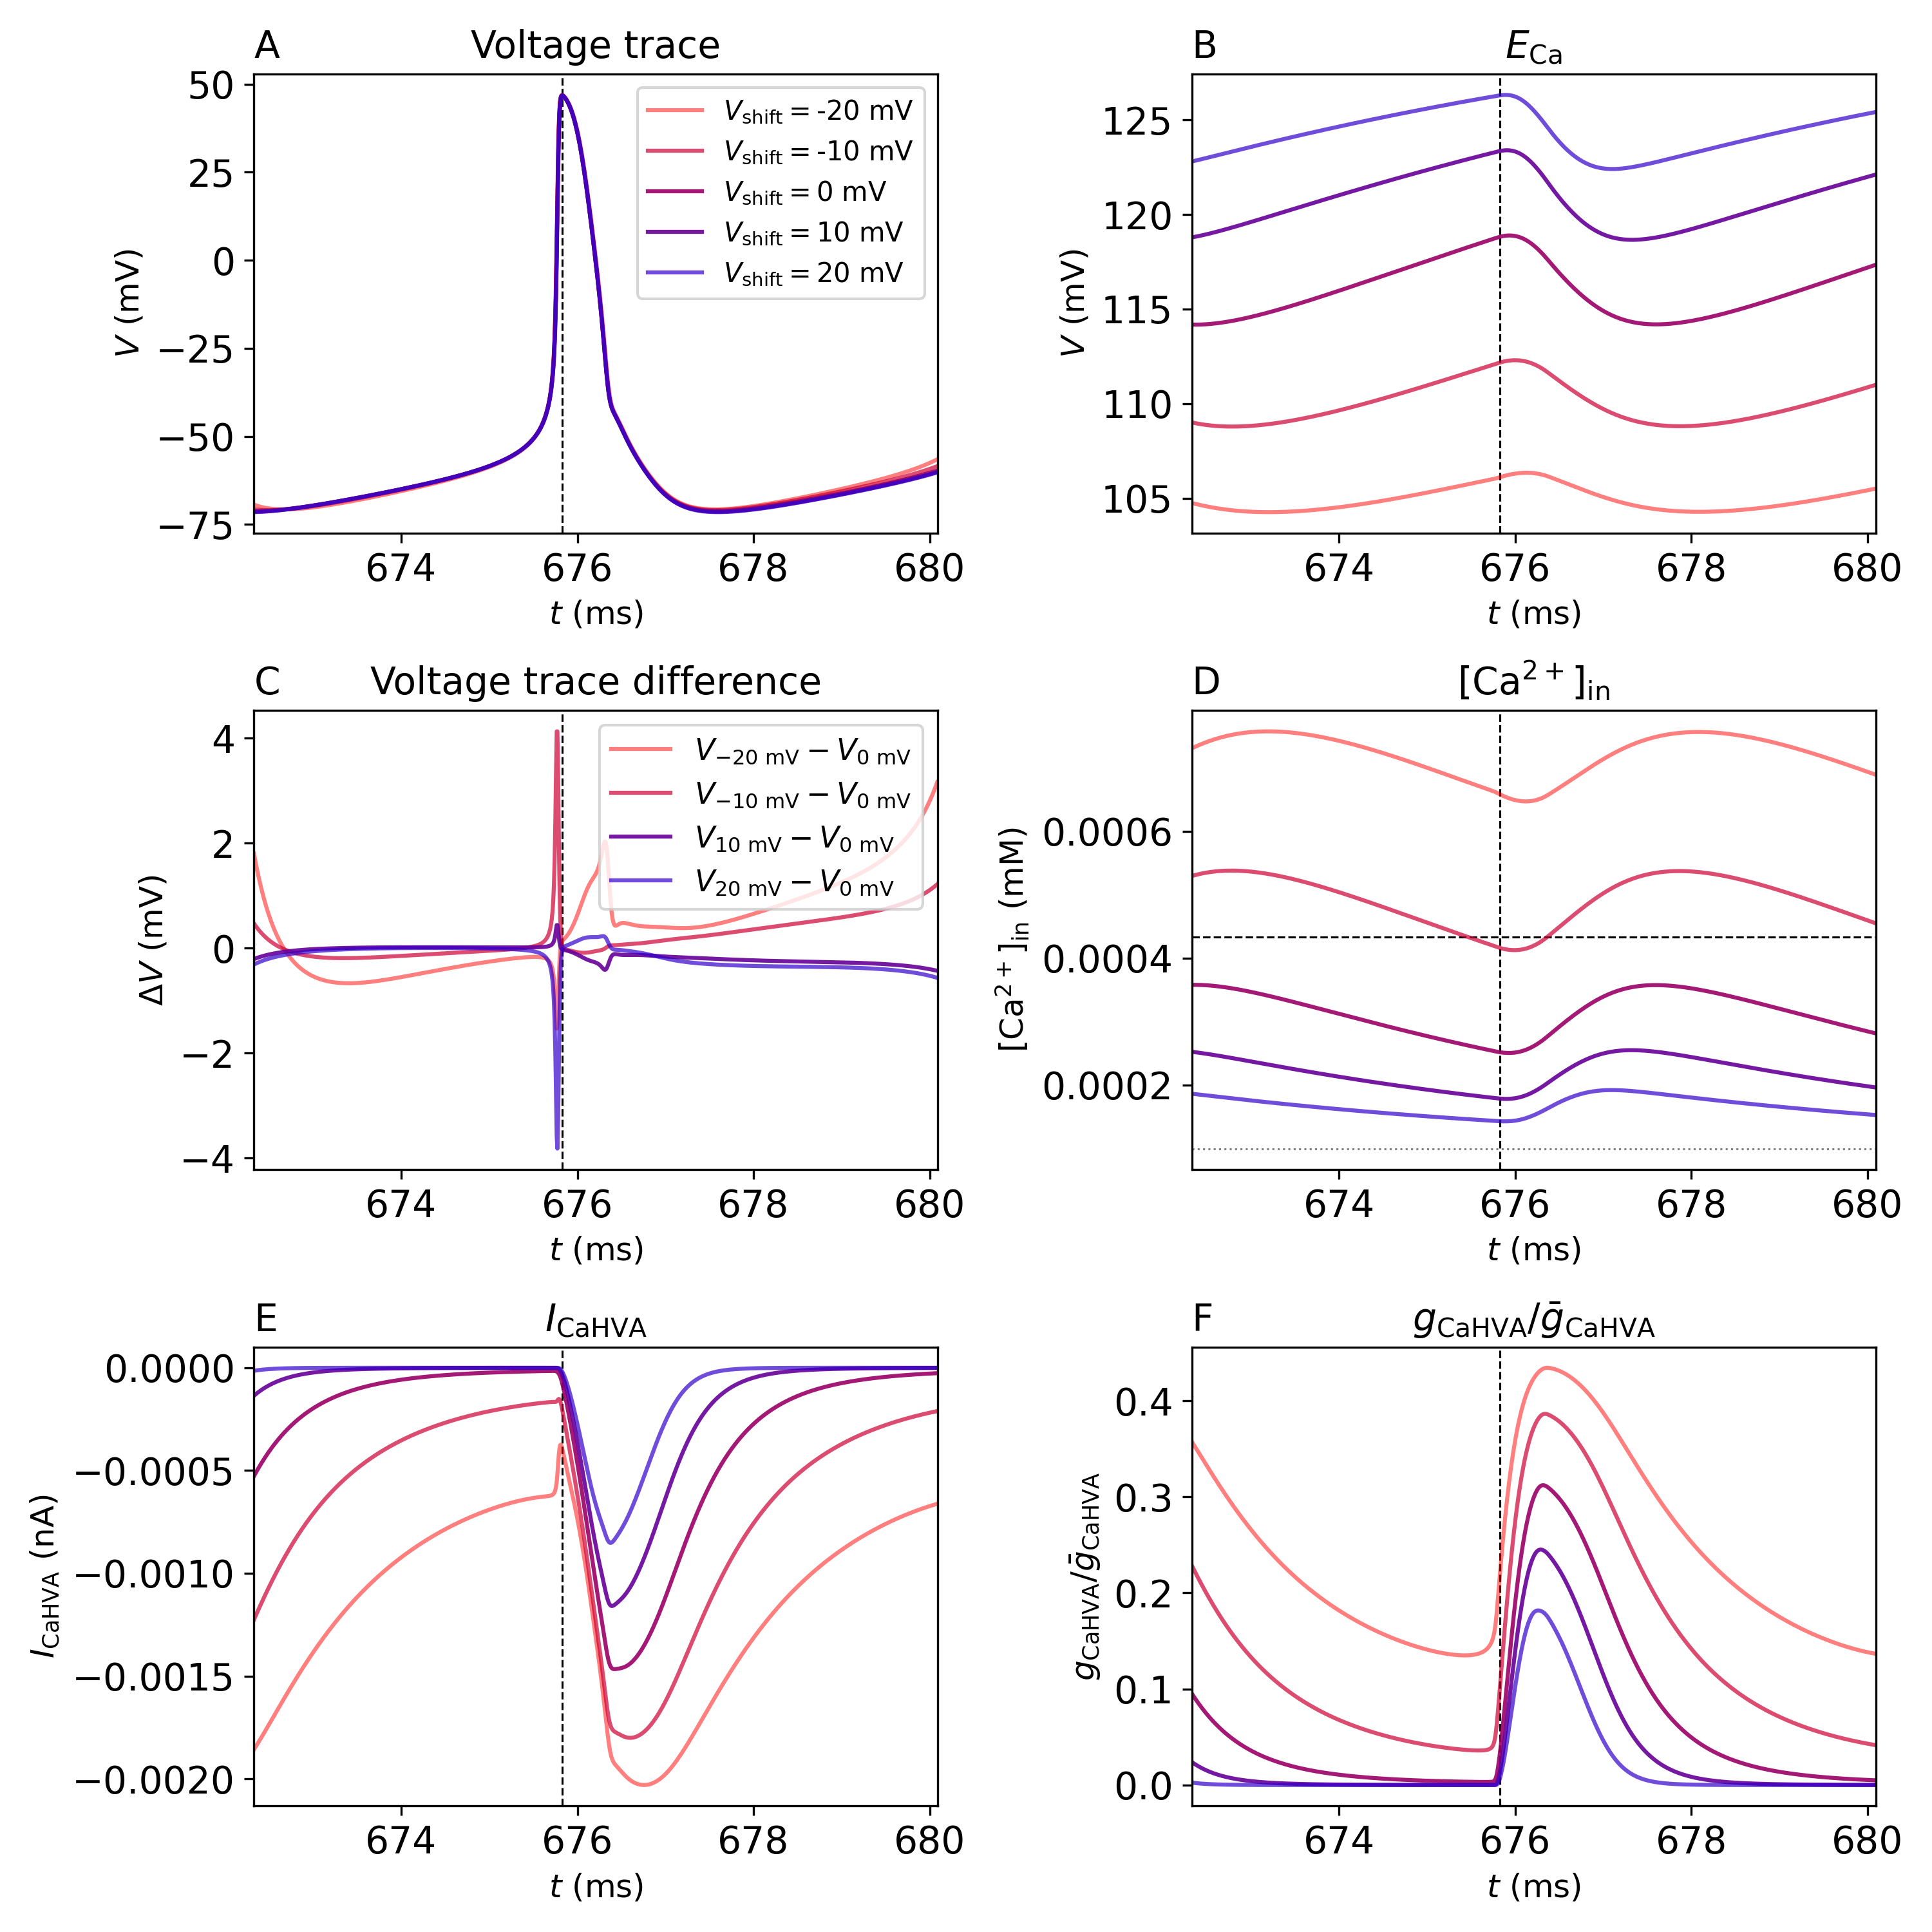 A Voltage trace
50
25
0
−25
−50
−75
V (mV)
V_shift = -20 mV
V_shift = -10 mV
V_shift = 0 mV
V_shift = 10 mV
V_shift = 20 mV
674 676 678 680
t (ms)
B E_Ca
125
120
115
110
105
V (mV)
674 676 678 680
t (ms)
C Voltage trace difference
4
2
0
−2
−4
ΔV (mV)
V_−20 mV − V_0 mV
V_−10 mV − V_0 mV
V_10 mV − V_0 mV
V_20 mV − V_0 mV
674 676 678 680
t (ms)
D [Ca²⁺]_in
0.0006
0.0004
0.0002
[Ca²⁺]_in (mM)
674 676 678 680
t (ms)
E I_CaHVA
0.0000
−0.0005
−0.0010
−0.0015
−0.0020
I_CaHVA (nA)
674 676 678 680
t (ms)
F g_CaHVA/ḡ_CaHVA
0.4
0.3
0.2
0.1
0.0
g_CaHVA/ḡ_CaHVA
674 676 678 680
t (ms)